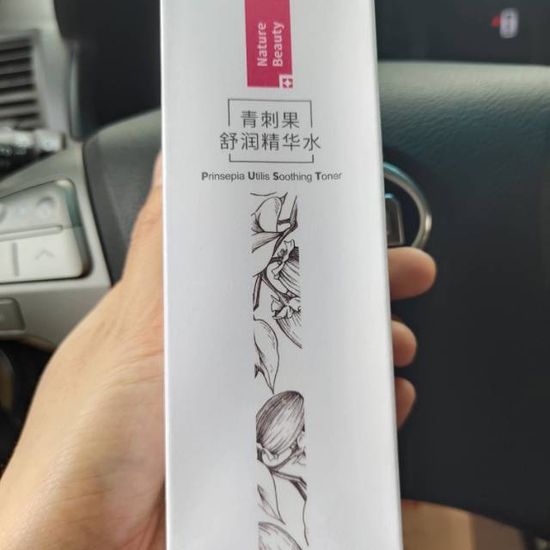 Nature
Beauty
青刺果
舒润精华水
Prinsepia Utilis Soothing Toner